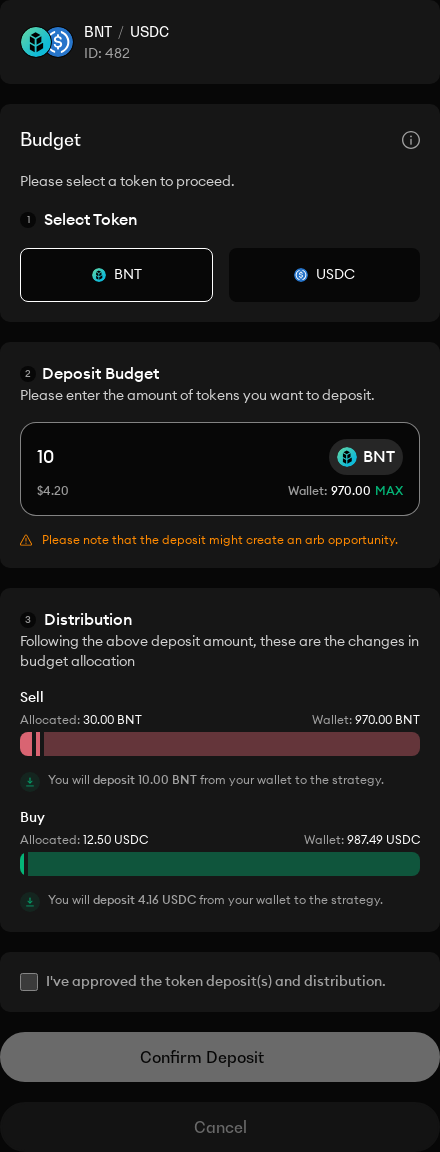 BNT / USDC
ID: 482
Budget
Please select a token to proceed.
1 Select Token
BNT
USDC
2 Deposit Budget
Please enter the amount of tokens you want to deposit.
10
BNT
$4.20
Wallet: 970.00 MAX
Please note that the deposit might create an arb opportunity.
3 Distribution
Following the above deposit amount, these are the changes in
budget allocation
Sell
Allocated: 30.00 BNT
Wallet: 970.00 BNT
You will deposit 10.00 BNT from your wallet to the strategy.
Buy
Allocated: 12.50 USDC
Wallet: 987.49 USDC
You will deposit 4.16 USDC from your wallet to the strategy.
I've approved the token deposit(s) and distribution.
Confirm Deposit
Cancel